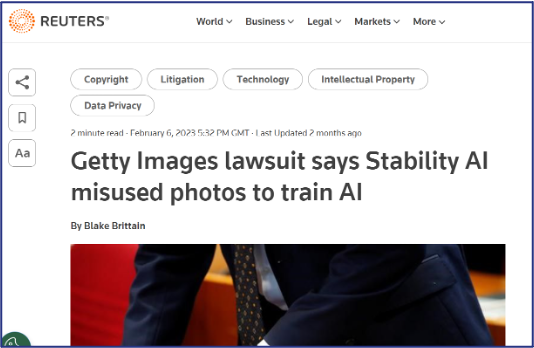 REUTERS®
World Business Legal Markets More
Copyright Litigation Technology Intellectual Property
Data Privacy
2 minute read · February 6, 2023 5:32 PM GMT · Last Updated 2 months ago
Aa
Getty Images lawsuit says Stability AI
misused photos to train AI
By Blake Brittain